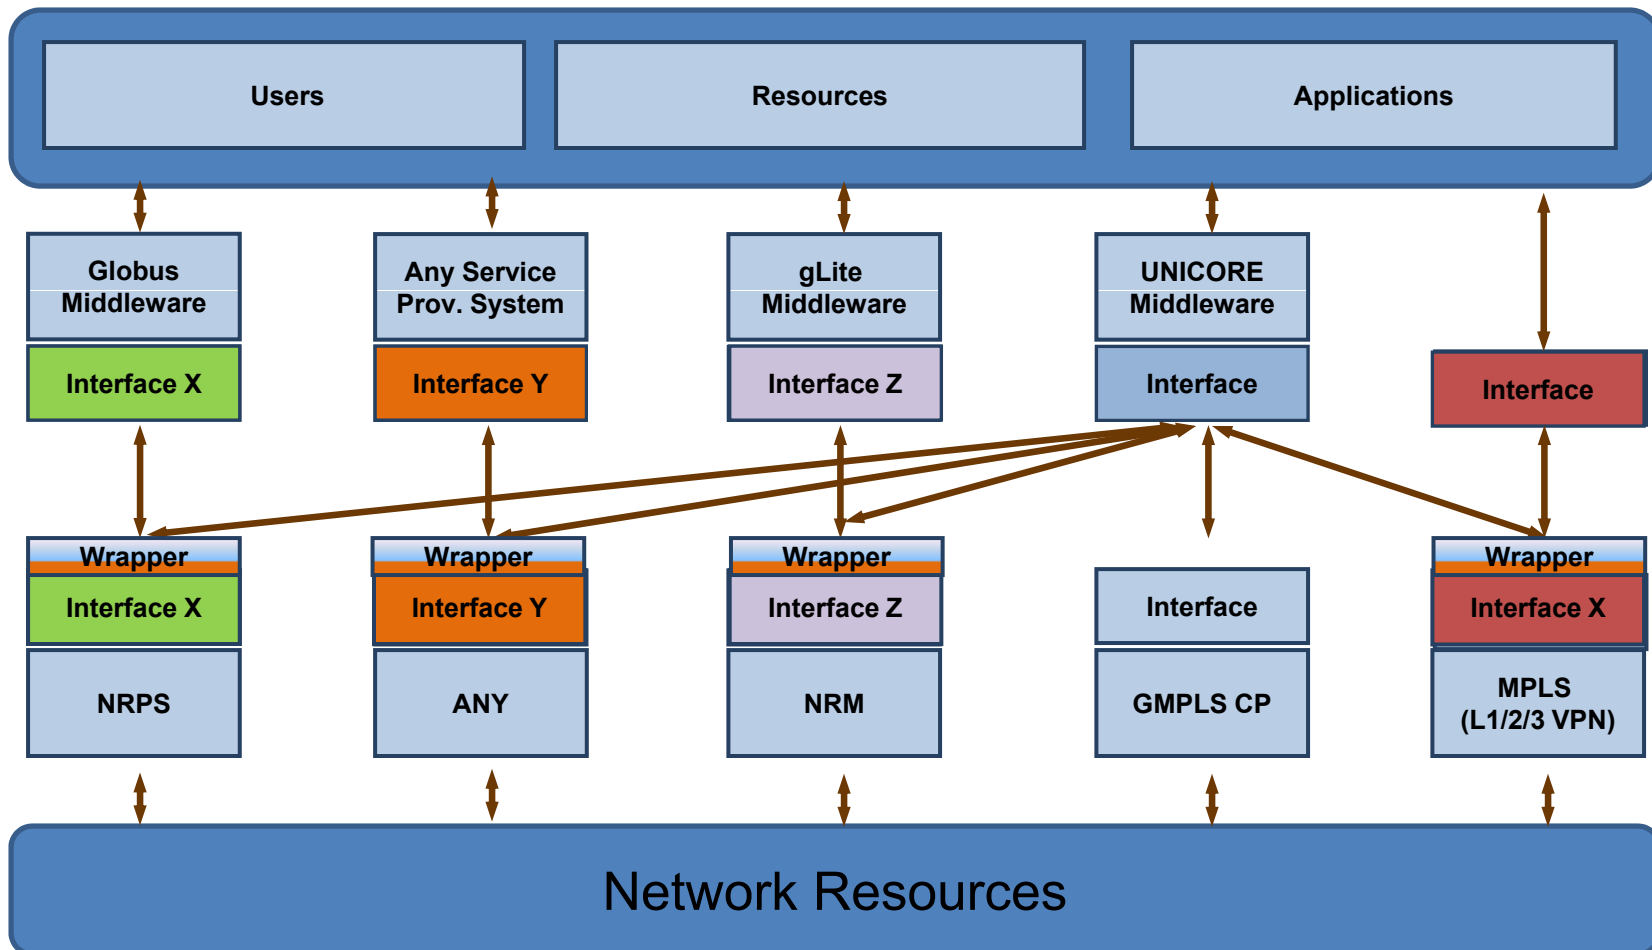 Users
Resources
Applications
Globus
Middleware
Any Service
Prov. System
gLite
Middleware
UNICORE
Middleware
Interface X
Interface Y
Interface Z
Interface
Interface
Wrapper
Wrapper
Wrapper
Wrapper
Interface X
Interface Y
Interface Z
Interface
Interface X
NRPS
ANY
NRM
GMPLS CP
MPLS
(L1/2/3 VPN)
Network Resources